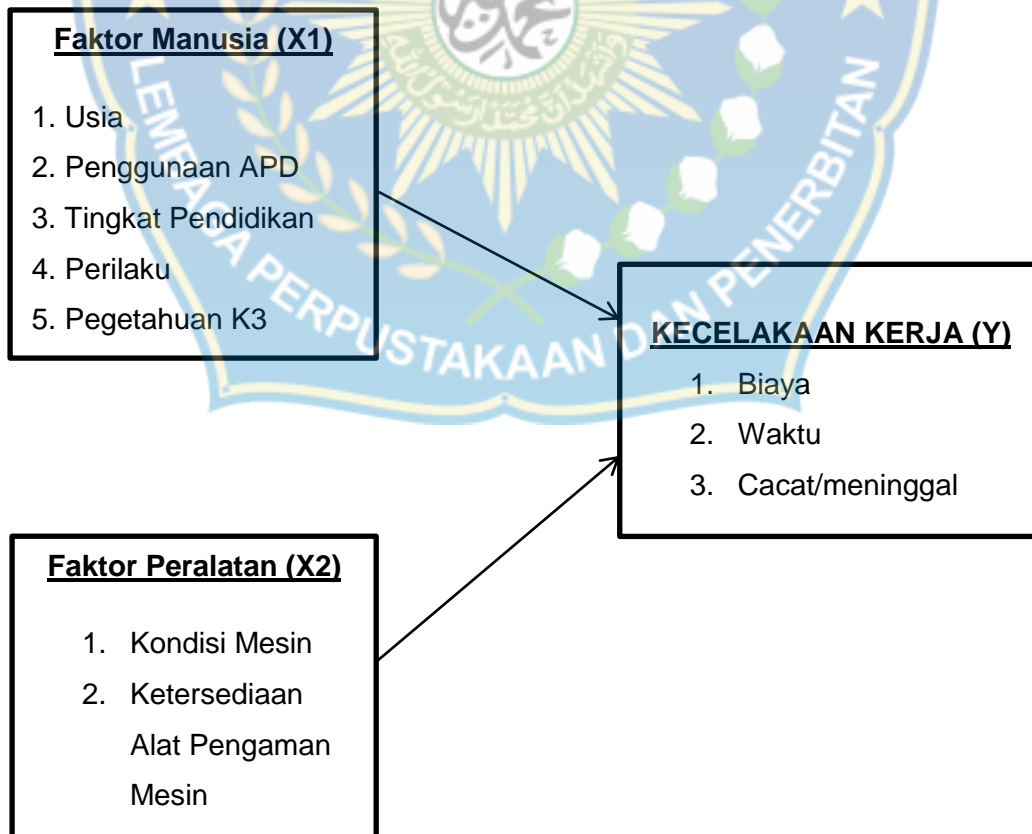 Faktor Manusia (X1)
1. Usia
2. Penggunaan APD
3. Tingkat Pendidikan
4. Perilaku
5. Pegetahuan K3
KECELAKAAN KERJA (Y)
1. Biaya
2. Waktu
3. Cacat/meninggal
Faktor Peralatan (X2)
1. Kondisi Mesin
2. Ketersediaan
Alat Pengaman
Mesin
LEMBAGA PERPUSTAKAAN DAN PENERBITAN